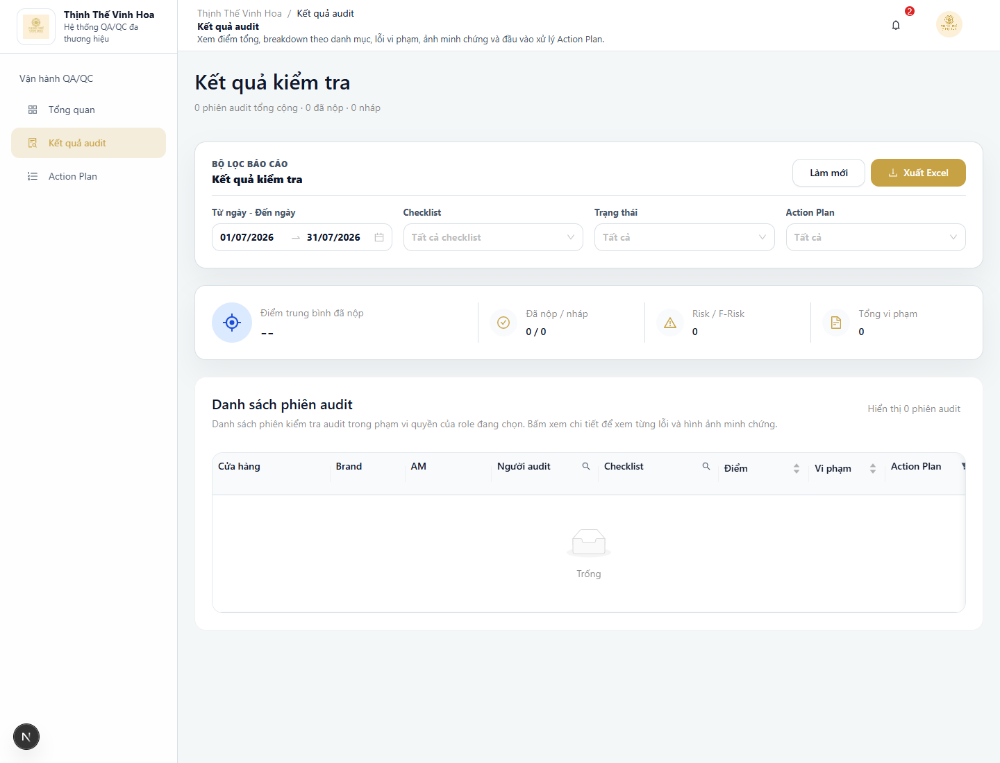 Thịnh Thế Vinh Hoa
Hệ thống QA/QC đa
thương hiệu
Vận hành QA/QC
Tổng quan
Kết quả audit
Action Plan
Thịnh Thế Vinh Hoa / Kết quả audit
Kết quả audit
Xem điểm tổng, breakdown theo danh mục, lỗi vi phạm, ảnh minh chứng và đầu vào xử lý Action Plan.
2
Kết quả kiểm tra
0 phiên audit tổng cộng · 0 đã nộp · 0 nháp
BỘ LỌC BÁO CÁO
Kết quả kiểm tra
Làm mới
Xuất Excel
Từ ngày - Đến ngày
Checklist
Trạng thái
Action Plan
01/07/2026 → 31/07/2026
Tất cả checklist
Tất cả
Tất cả
Điểm trung bình đã nộp
--
Đã nộp / nháp
0 / 0
Risk / F-Risk
0
Tổng vi phạm
0
Danh sách phiên audit
Danh sách phiên kiểm tra audit trong phạm vi quyền của role đang chọn. Bấm xem chi tiết để xem từng lỗi và hình ảnh minh chứng.
Hiển thị 0 phiên audit
Cửa hàng
Brand
AM
Người audit
Checklist
Điểm
Vi phạm
Action Plan
Trống
N